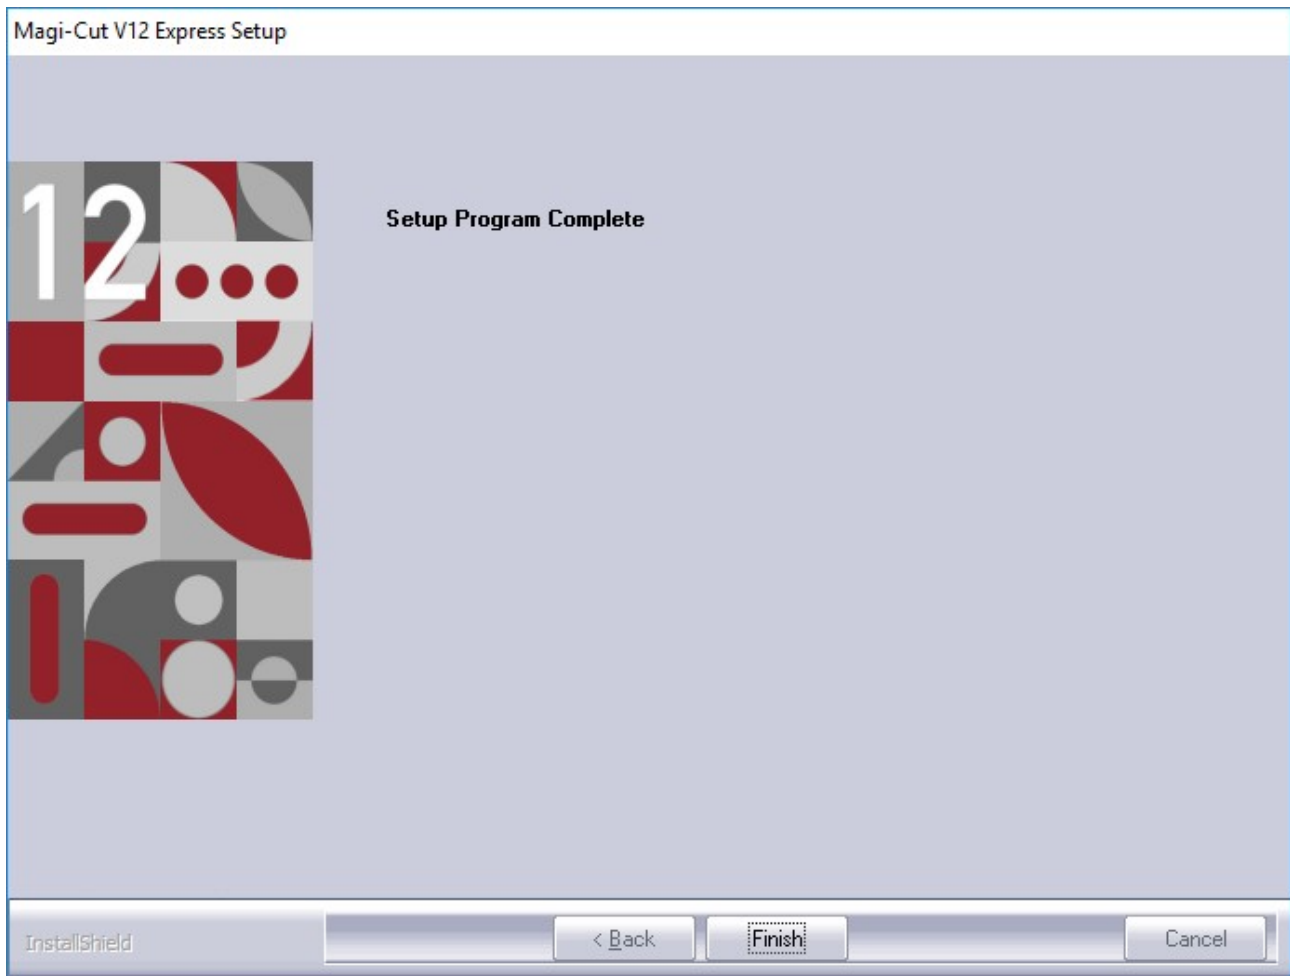 Magi-Cut V12 Express Setup
12
Setup Program Complete
InstallShield
< Back
Finish
Cancel